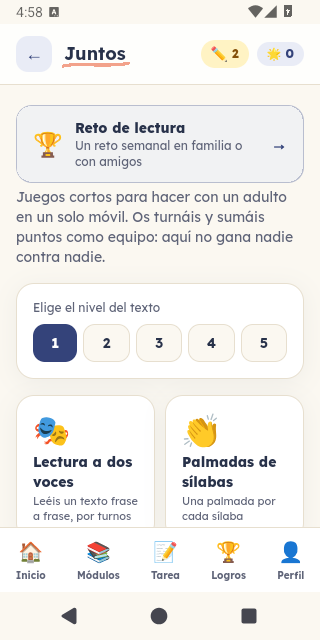 4:58 A
← Juntos ✏️ 2 🌟 0
Reto de lectura
Un reto semanal en familia o
con amigos
→
Juegos cortos para hacer con un adulto
en un solo móvil. Os turnáis y sumáis
puntos como equipo: aquí no gana nadie
contra nadie.
Elige el nivel del texto
1 2 3 4 5
Lectura a dos
voces
Leéis un texto frase
a frase, por turnos
Palmadas de
sílabas
Una palmada por
cada sílaba
Inicio Módulos Tarea Logros Perfil